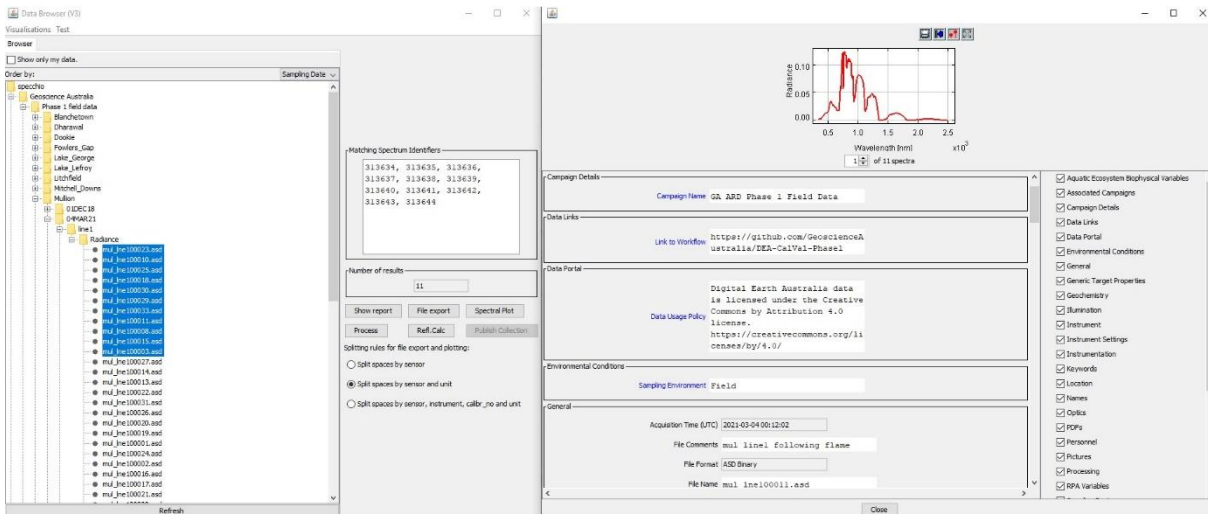 Data Browser (V3)
Visualisations Test
Browser
Show only my data.
Order by:
Sampling Date
specchio
Geoscience Australia
Phase 1 field data
Blanchetown
Dharawal
Dookie
Fowlers_Gap
Lake_George
Lake_Lefroy
Litchfield
Mitchell_Downs
Mullion
01DEC18
04MAR21
line1
Radiance
mul_lne100023.asd
mul_lne100010.asd
mul_lne100025.asd
mul_lne100018.asd
mul_lne100030.asd
mul_lne100029.asd
mul_lne100033.asd
mul_lne100011.asd
mul_lne100008.asd
mul_lne100015.asd
mul_lne100003.asd
mul_lne100027.asd
mul_lne100014.asd
mul_lne100013.asd
mul_lne100022.asd
mul_lne100031.asd
mul_lne100026.asd
mul_lne100020.asd
mul_lne100019.asd
mul_lne100001.asd
mul_lne100024.asd
mul_lne100002.asd
mul_lne100016.asd
mul_lne100017.asd
mul_lne100021.asd
Refresh
Matching Spectrum Identifiers
313634, 313635, 313636,
313637, 313638, 313639,
313640, 313641, 313642,
313643, 313644
Number of results
11
Show report File export Spectral Plot
Process Refl.Calc Publish Collection
Splitting rules for file export and plotting:
Split spaces by sensor
Split spaces by sensor and unit
Split spaces by sensor, instrument, calibr_no and unit
Radiance
0.10
0.05
0.00
0.5 1.0 1.5 2.0 2.5
Wavelength [nm] x10³
1 of 11 spectra
Campaign Details
Campaign Name GA ARD Phase 1 Field Data
Data Links
Link to Workflow https://github.com/GeoscienceA
ustralia/DEA-CalVal-Phase1
Data Portal
Data Usage Policy
Digital Earth Australia data
is licensed under the Creative
Commons by Attribution 4.0
license.
https://creativecommons.org/li
censes/by/4.0/
Environmental Conditions
Sampling Environment Field
General
Acquisition Time (UTC) 2021-03-04 00:12:02
File Comments mul line1 following flame
File Format ASD Binary
File Name mul_lne100011.asd
Aquatic Ecosystem Biophysical Variables
Associated Campaigns
Campaign Details
Data Links
Data Portal
Environmental Conditions
General
Generic Target Properties
Geochemistry
Illumination
Instrument
Instrument Settings
Instrumentation
Keywords
Location
Names
Optics
PDFs
Personnel
Pictures
Processing
RPA Variables
Close